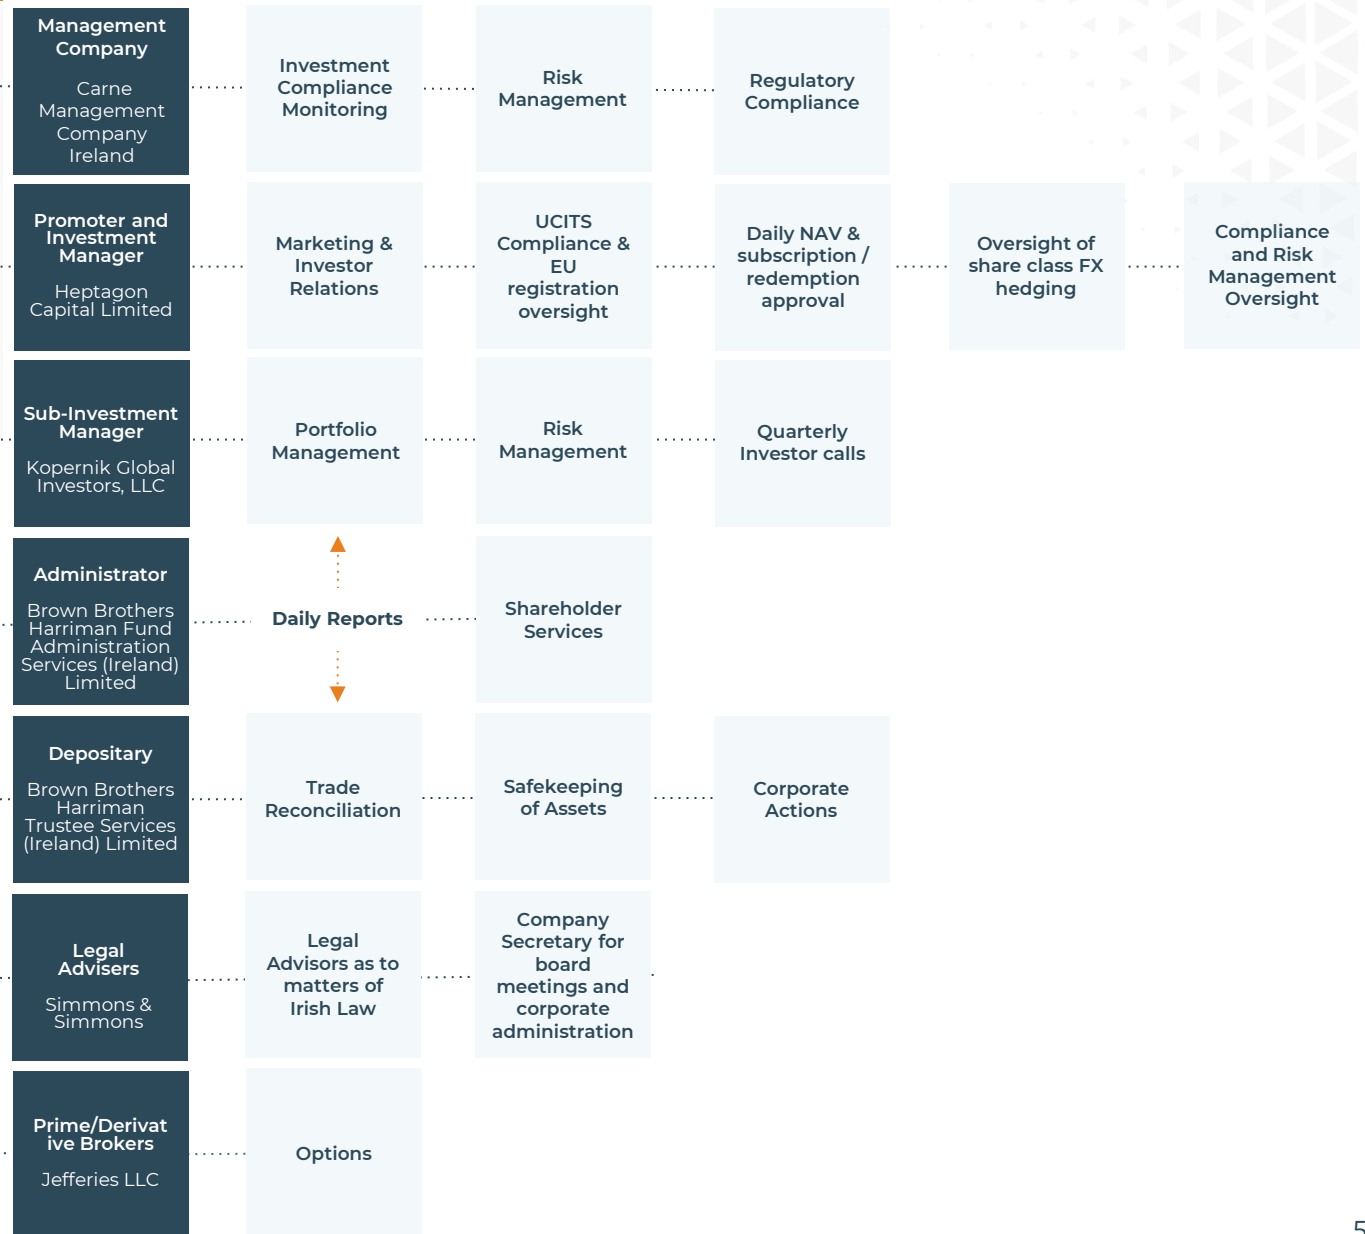 Management
Company
Carne
Management
Company
Ireland
Investment
Compliance
Monitoring
Risk
Management
Regulatory
Compliance
Promoter and
Investment
Manager
Heptagon
Capital Limited
Marketing &
Investor
Relations
UCITS
Compliance &
EU
registration
oversight
Daily NAV &
subscription /
redemption
approval
Oversight of
share class FX
hedging
Compliance
and Risk
Management
Oversight
Sub-Investment
Manager
Kopernik Global
Investors, LLC
Portfolio
Management
Risk
Management
Quarterly
Investor calls
Administrator
Brown Brothers
Harriman Fund
Administration
Services (Ireland)
Limited
Daily Reports
Shareholder
Services
Depositary
Brown Brothers
Harriman
Trustee Services
(Ireland) Limited
Trade
Reconciliation
Safekeeping
of Assets
Corporate
Actions
Legal
Advisers
Simmons &
Simmons
Legal
Advisors as to
matters of
Irish Law
Company
Secretary for
board
meetings and
corporate
administration
Prime/Derivat
ive Brokers
Jefferies LLC
Options
5